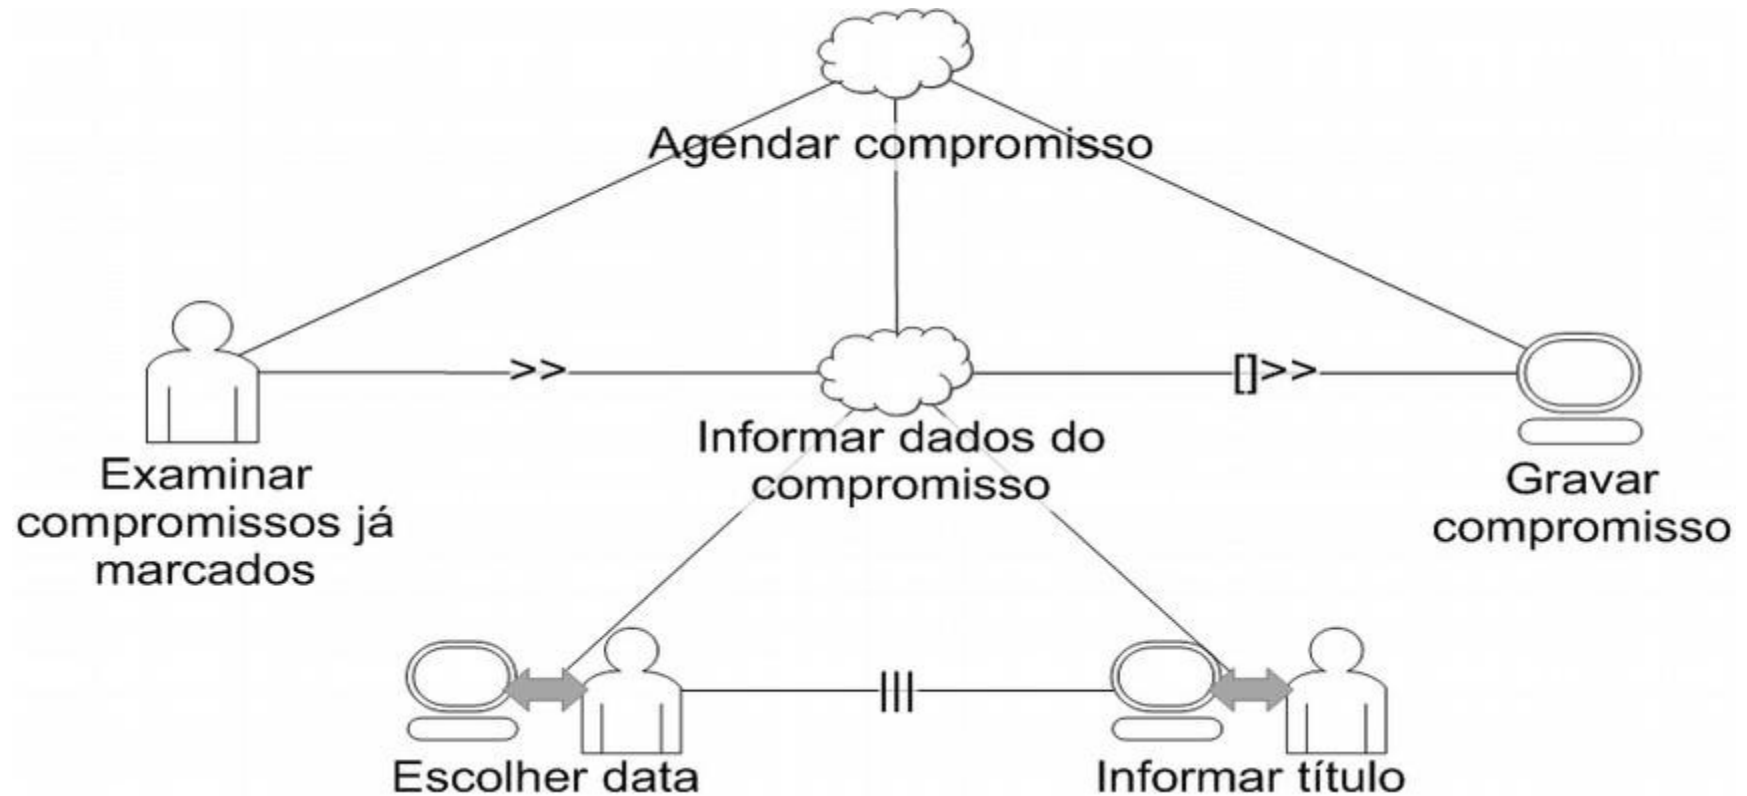 Agendar compromisso
>>
[]>>
Examinar
compromissos já
marcados
Informar dados do
compromisso
Gravar
compromisso
|||
Escolher data
Informar título